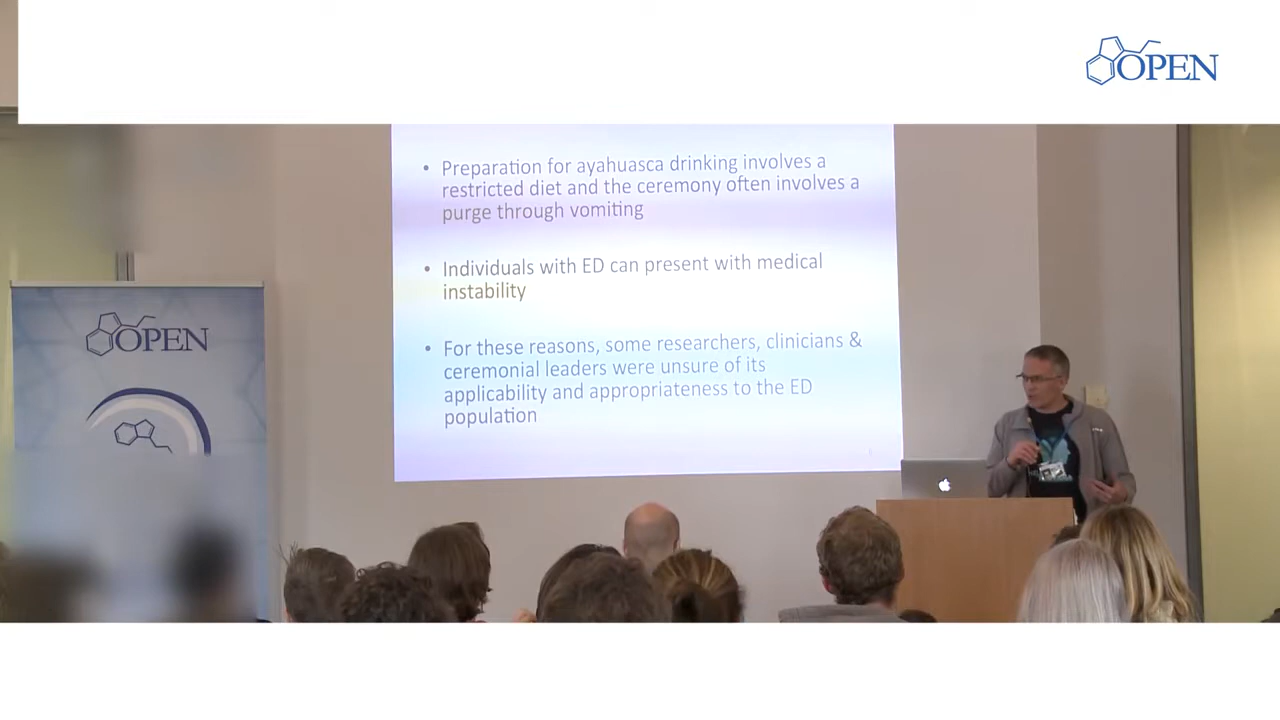 OPEN
• Preparation for ayahuasca drinking involves a
restricted diet and the ceremony often involves a
purge through vomiting
• Individuals with ED can present with medical
instability
• For these reasons, some researchers, clinicians &
ceremonial leaders were unsure of its
applicability and appropriateness to the ED
population
OPEN